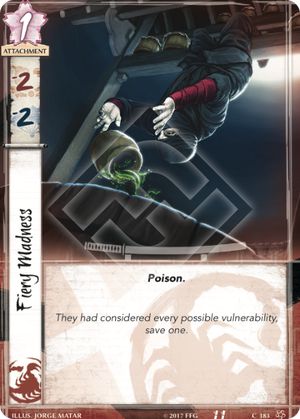 1
ATTACHMENT
2
2
Fiery Madness
Poison.
They had considered every possible vulnerability,
save one.
ILLUS. JORGE MATAR
© 2017 FFG
11
C 183